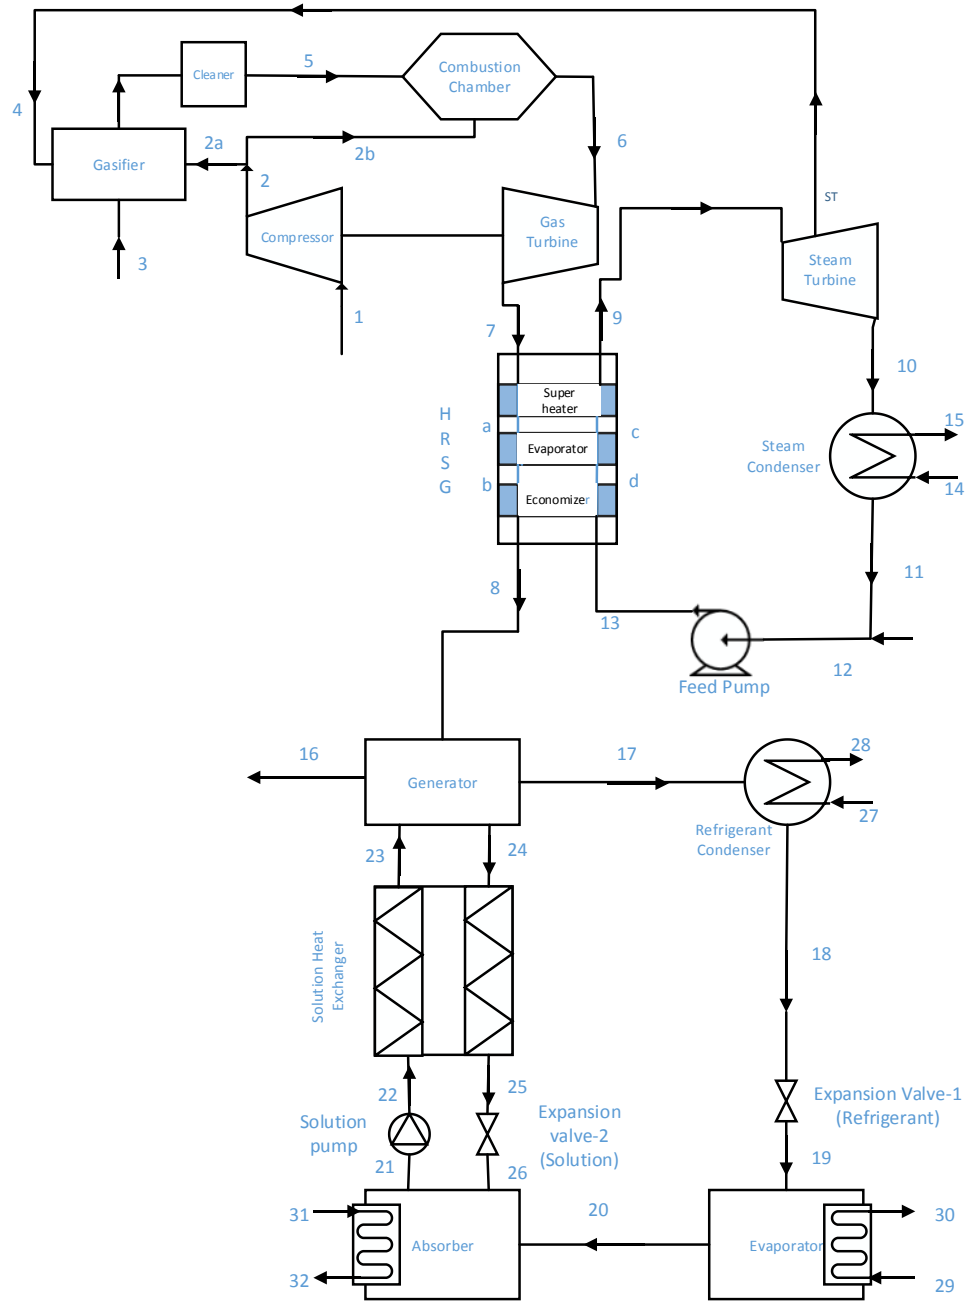 5
Combustion
Chamber
Cleaner
4
2a
2b
6
Gasifier
2
ST
Gas
Turbine
Compressor
Steam
Turbine
3
1
7
9
10
Super
heater
H
R
S
G
a
c
Evaporator
b
d
Economizer
15
Steam
Condenser
14
8
11
13
12
Feed Pump
16
17
28
Generator
27
Refrigerant
Condenser
23
24
Solution Heat
Exchanger
18
22
25
Solution
pump
Expansion
valve-2
(Solution)
Expansion Valve-1
(Refrigerant)
21
26
19
31
20
30
Absorber
Evaporator
32
29